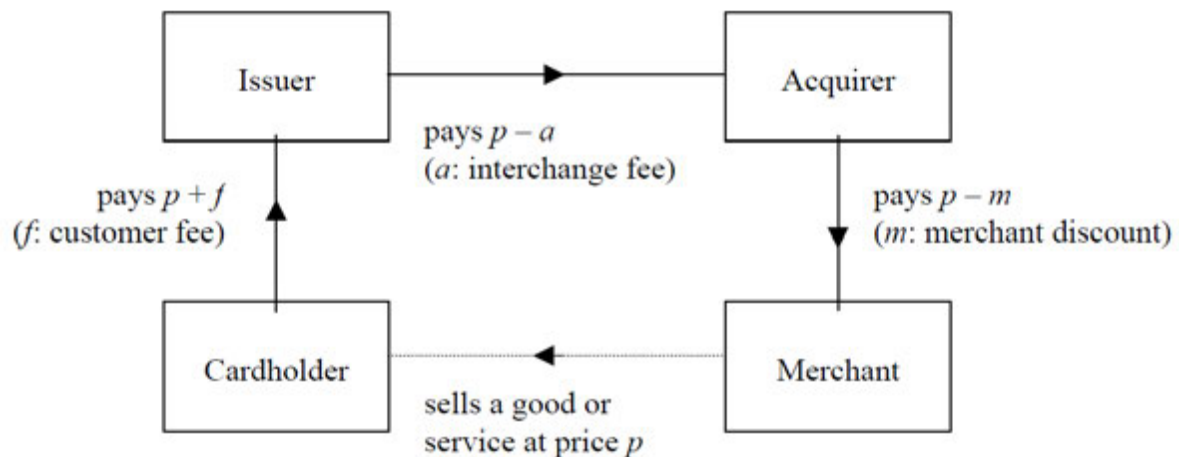 Issuer
Acquirer
pays p – a
(a: interchange fee)
pays p + f
(f: customer fee)
pays p – m
(m: merchant discount)
Cardholder
Merchant
sells a good or
service at price p